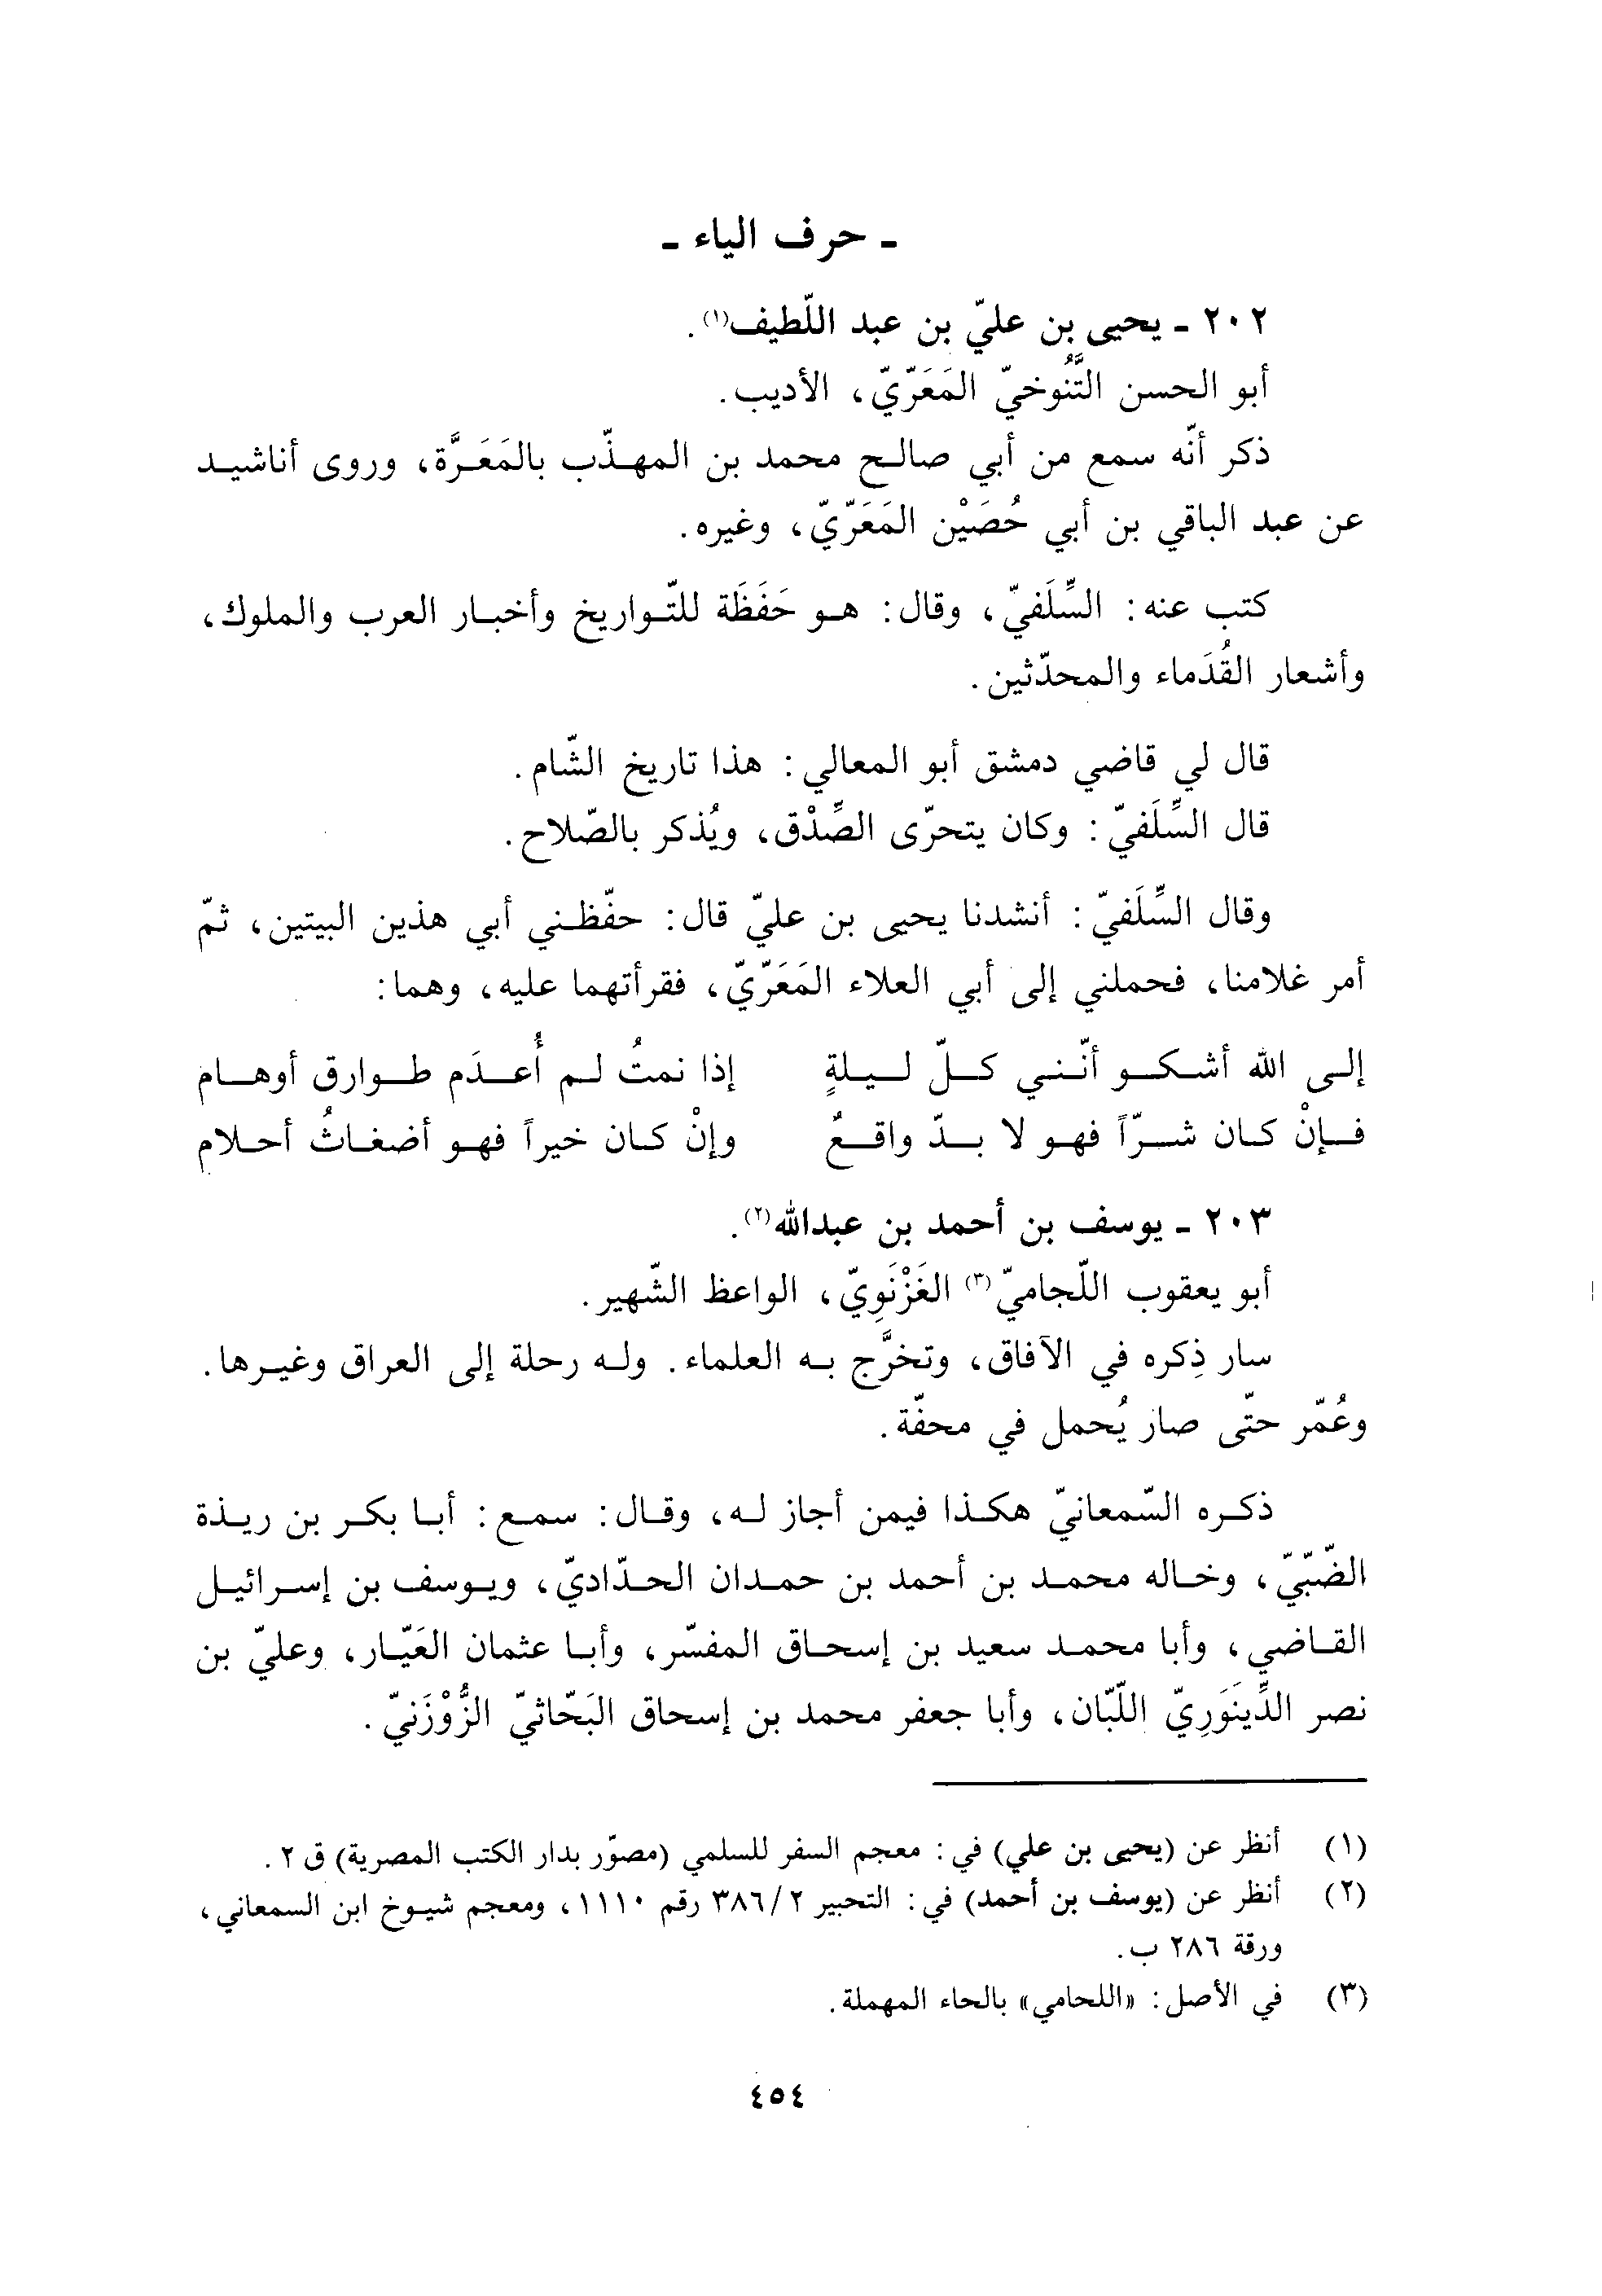 - حرف الياء -
٢٠٢ - يحيى بن عليّ بن عبد اللّطيف(١).
أبو الحسن التَّنُوخيّ المَعَرّيّ، الأديب.
ذكر أنّه سمع من أبي صالح محمد بن المهذّب بالمَعَرَّة، وروى أناشيد
عن عبد الباقي بن أبي حُصَيْن المَعَرّيّ، وغيره.
كتب عنه: السِّلَفيّ، وقال: هو حَفَظَة للتّواريخ وأخبار العرب والملوك،
وأشعار القُدَماء والمحدّثين.
قال لي قاضي دمشق أبو المعالي: هذا تاريخ الشّام.
قال السِّلَفيّ: وكان يتحرّى الصِّدْق، ويُذكر بالصّلاح.
وقال السِّلَفيّ: أنشدنا يحيى بن عليّ قال: حفّظني أبي هذين البيتين، ثمّ
أمر غلامنا، فحملني إلى أبي العلاء المَعَرّيّ، فقرأتهما عليه، وهما:
إلى الله أشكو أنّني كلّ ليلةٍ إذا نمتُ لم أُعدَم طوارق أوهام
فإنْ كان شرّاً فهو لا بدّ واقعٌ وإنْ كان خيراً فهو أضغاثُ أحلام
٢٠٣ - يوسف بن أحمد بن عبدالله(٢).
أبو يعقوب اللّجاميّ(٣) الغَزْنَوِيّ، الواعظ الشّهير.
سار ذِكره في الآفاق، وتخرَّج به العلماء. وله رحلة إلى العراق وغيرها.
وعُمّر حتّى صار يُحمل في محفّة.
ذكره السّمعانيّ هكذا فيمن أجاز له، وقال: سمع: أبا بكر بن ريذة
الضّبّيّ، وخاله محمد بن أحمد بن حمدان الحدّاديّ، ويوسف بن إسرائيل
القاضي، وأبا محمد سعيد بن إسحاق المفسّر، وأبا عثمان العَيّار، وعليّ بن
نصر الدِّينَوَرِيّ اللّبّان، وأبا جعفر محمد بن إسحاق البَحّاثيّ الزُّوْزَنيّ.
(١) أنظر عن (يحيى بن علي) في: معجم السفر للسلمي (مصوّر بدار الكتب المصرية) ق ٢.
(٢) أنظر عن (يوسف بن أحمد) في: التحبير ٢/ ٣٨٦ رقم ١١١٠، ومعجم شيوخ ابن السمعاني،
ورقة ٢٨٦ ب.
(٣) في الأصل: «اللحامي» بالحاء المهملة.
٤٥٤